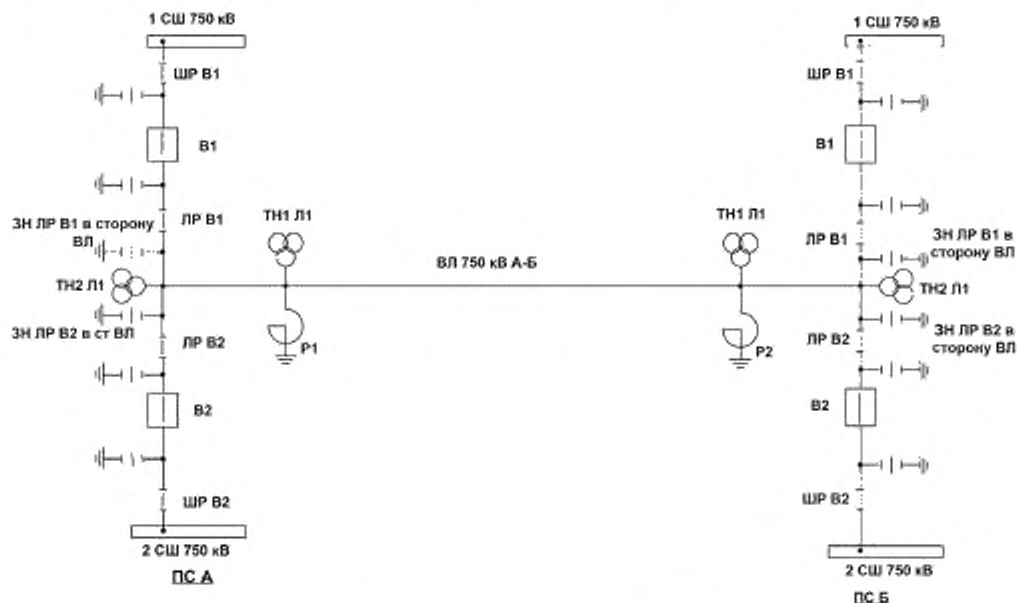 1 СШ 750 кВ
1 СШ 750 кВ
ШР В1
ШР В1
В1
В1
ЗН ЛР В1 в сторону
ВЛ
ЛР В1
ТН1 Л1
ТН1 Л1
ЛР В1
ЗН ЛР В1 в
сторону ВЛ
ВЛ 750 кВ А-Б
ТН2 Л1
ТН2 Л1
ЗН ЛР В2 в ст ВЛ
ЛР В2
Р1
Р2
ЛР В2
ЗН ЛР В2 в
сторону ВЛ
В2
В2
ШР В2
ШР В2
2 СШ 750 кВ
2 СШ 750 кВ
ПС А
ПС Б